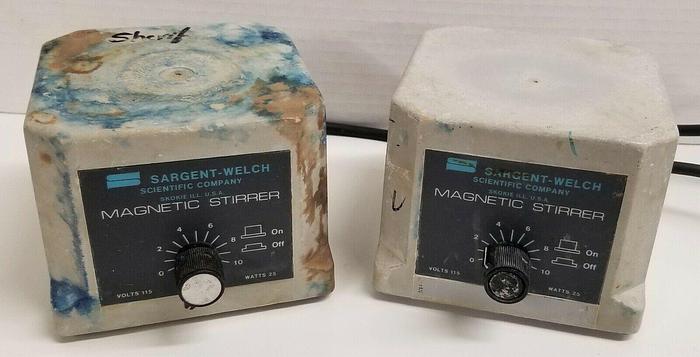 Sherif
SARGENT-WELCH
SCIENTIFIC COMPANY
SKOKIE ILL. U.S.A.
MAGNETIC STIRRER
0 2 4 6 8 10
On
Off
VOLTS 115
WATTS 25
SARGENT-WELCH
SCIENTIFIC COMPANY
SKOKIE ILL. U.S.A.
MAGNETIC STIRRER
0 2 4 6 8 10
On
Off
VOLTS 115
WATTS 25